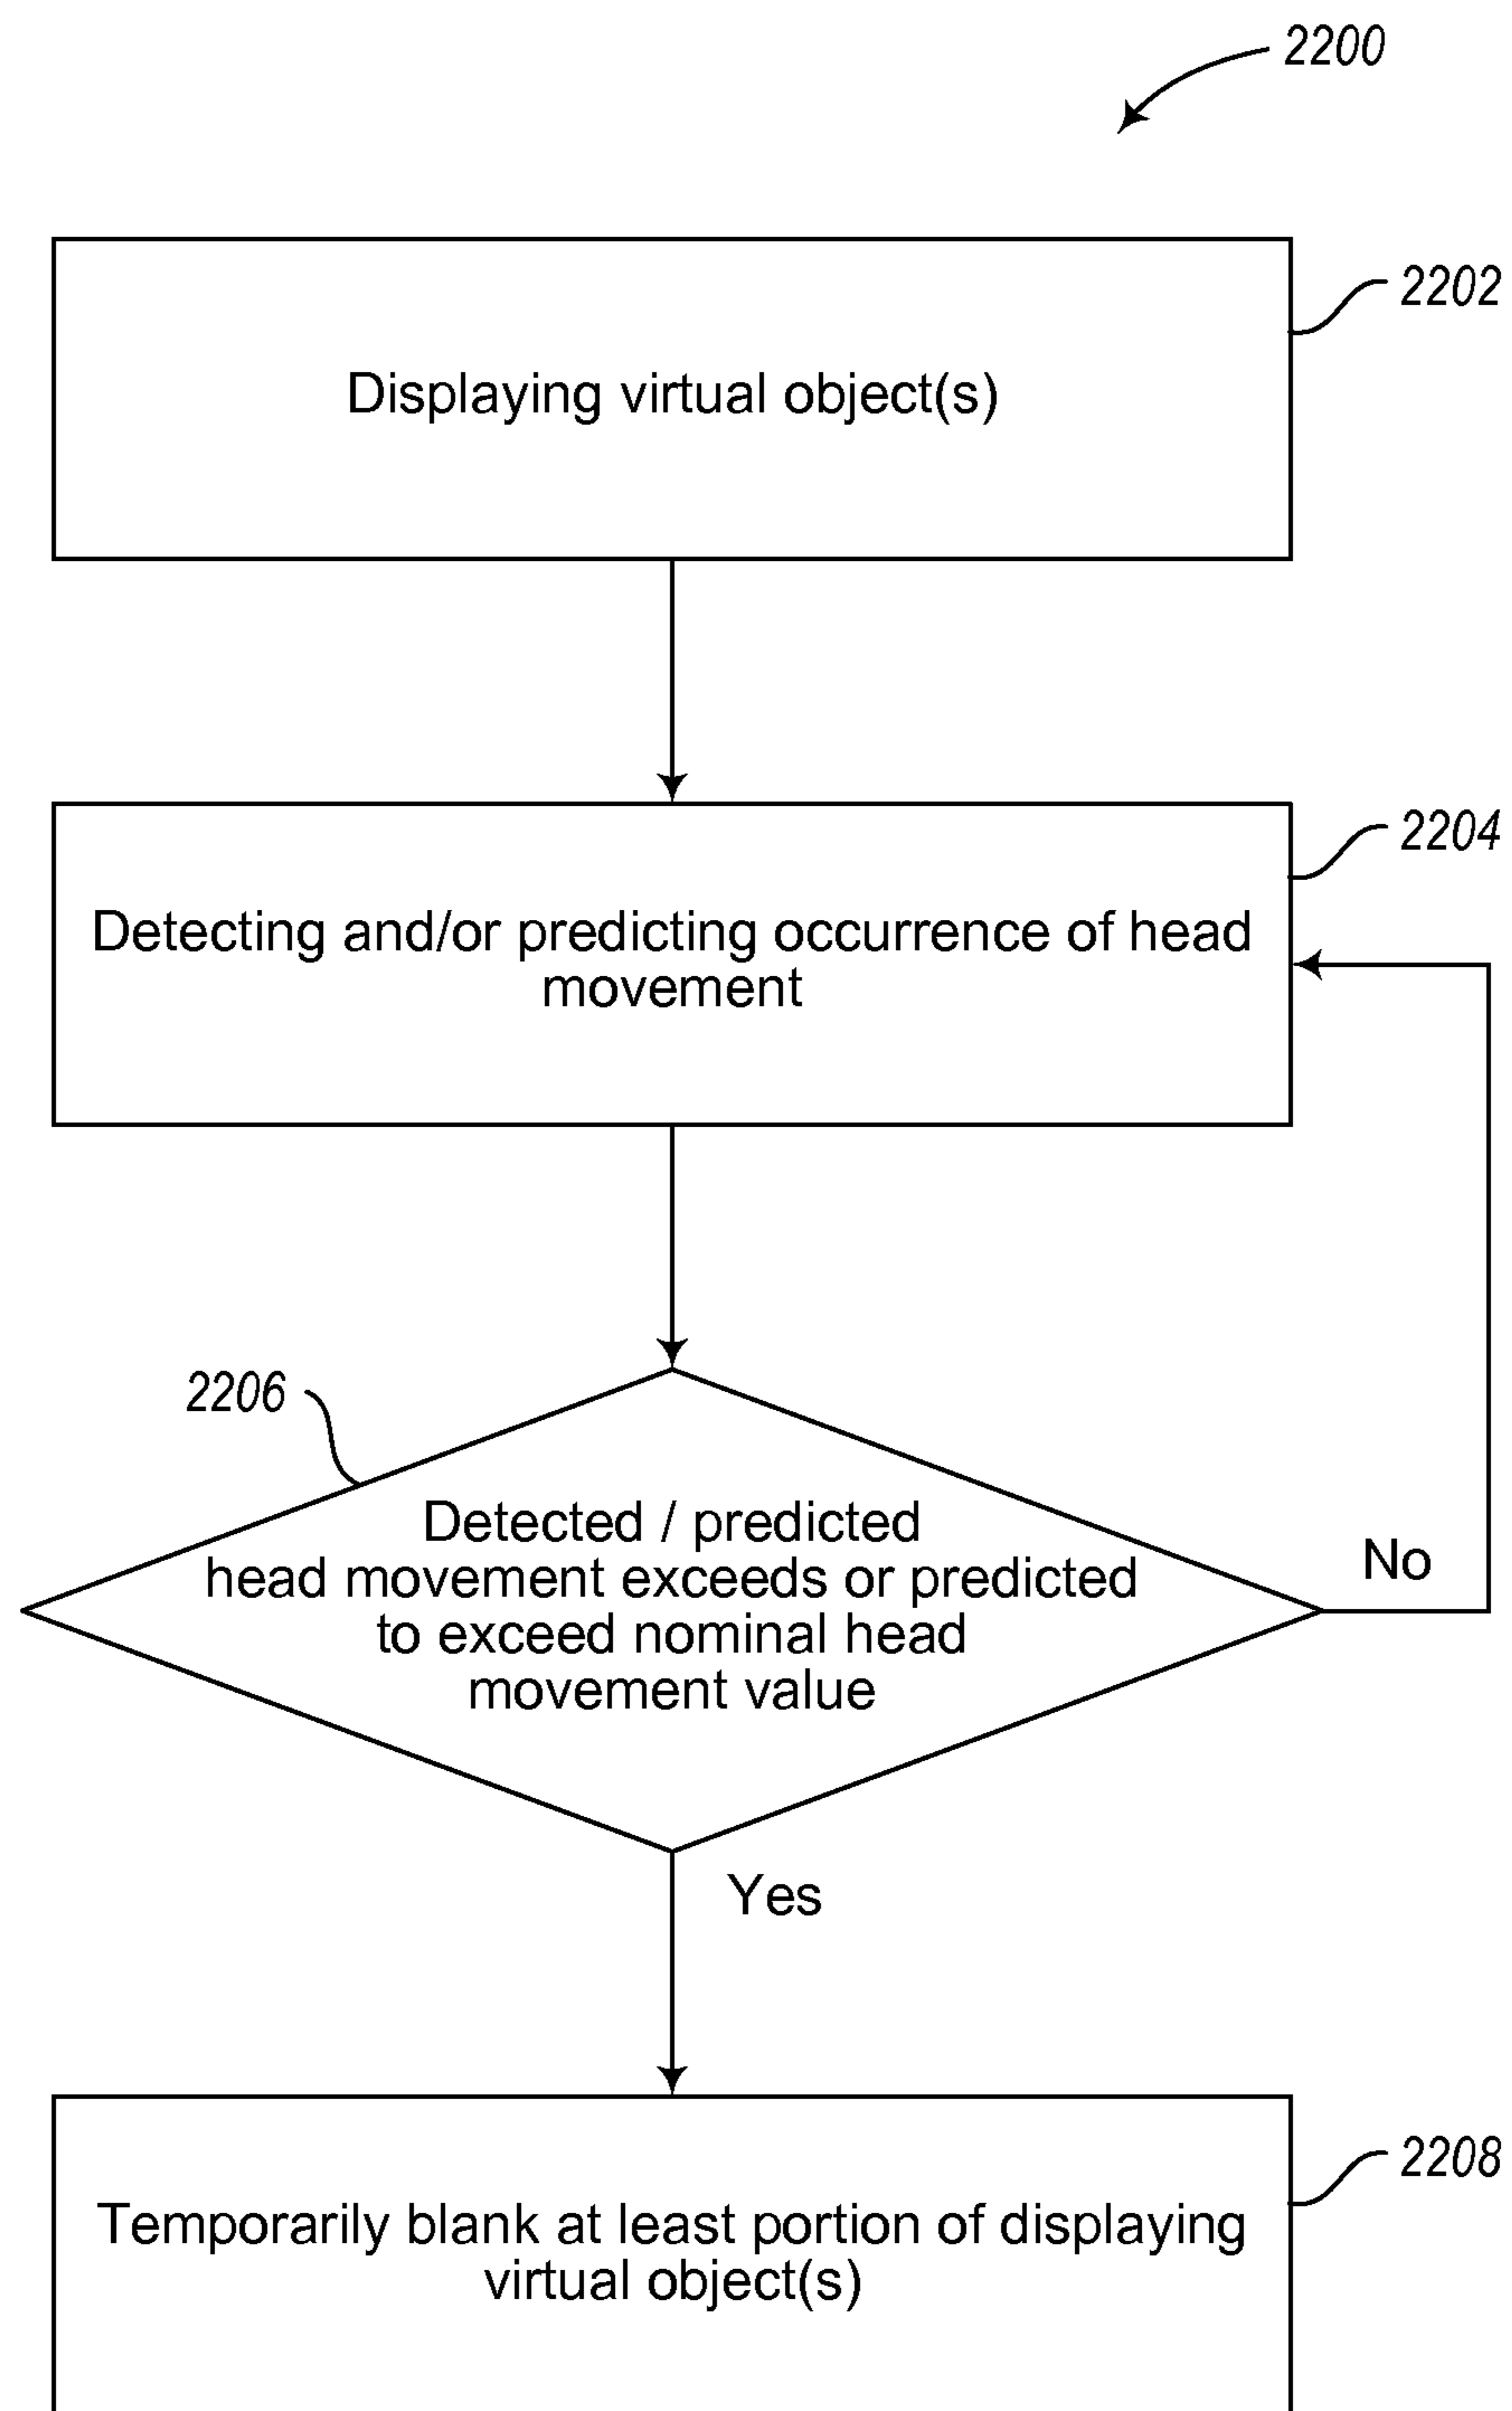 2200
2202
Displaying virtual object(s)
2204
Detecting and/or predicting occurrence of head
movement
2206
Detected / predicted
head movement exceeds or predicted
to exceed nominal head
movement value
No
Yes
2208
Temporarily blank at least portion of displaying
virtual object(s)